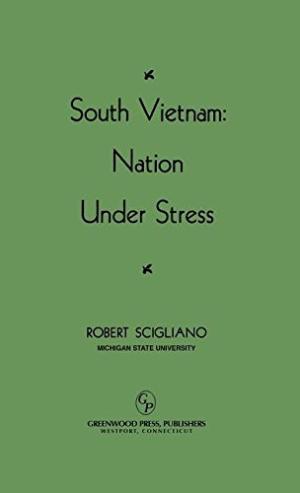 South Vietnam:
Nation
Under Stress
ROBERT SCIGLIANO
MICHIGAN STATE UNIVERSITY
GP
GREENWOOD PRESS, PUBLISHERS
WESTPORT, CONNECTICUT